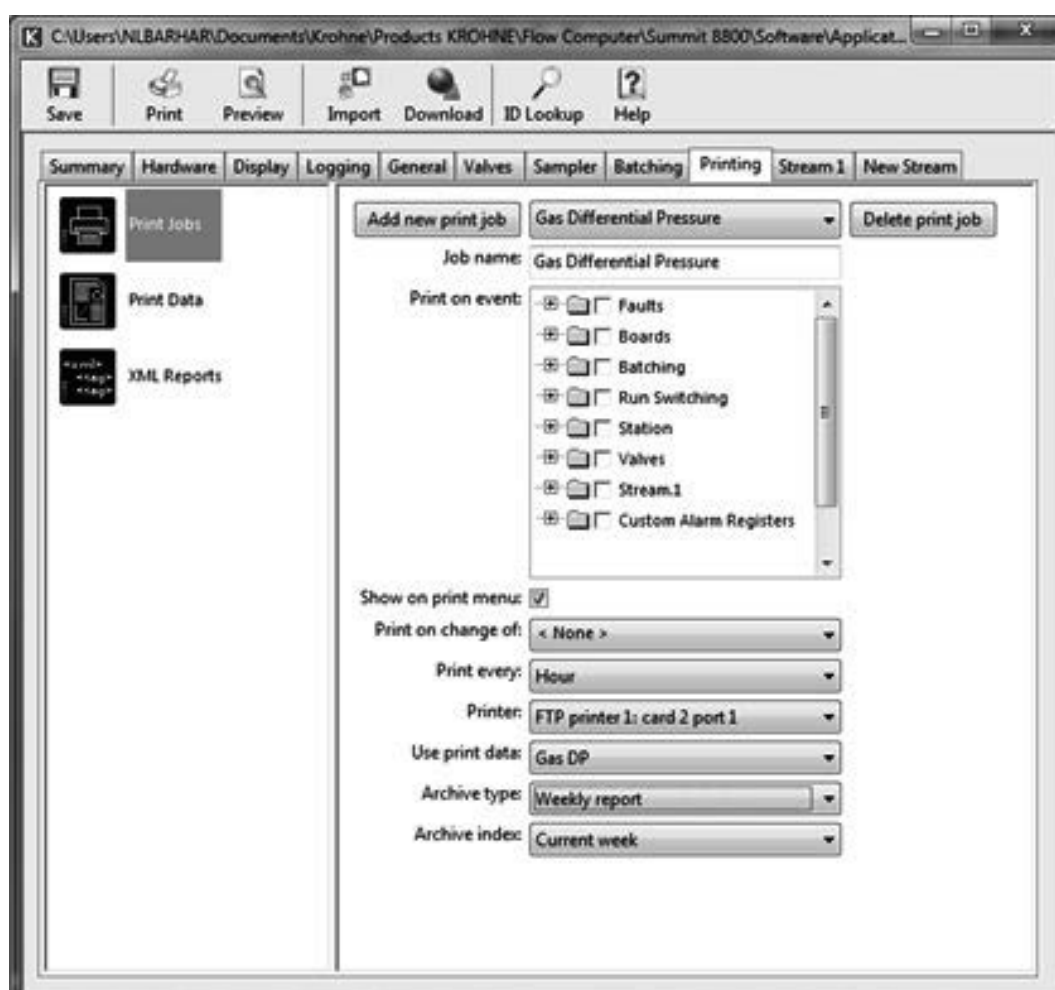 K C:\Users\NLBARHAR\Documents\Krohne\Products KROHNE\Flow Computer\Summit 8800\Software\Applicat...
Save Print Preview Import Download ID Lookup Help
Summary Hardware Display Logging General Valves Sampler Batching Printing Stream 1 New Stream
Print Jobs
Print Data
XML Reports
Add new print job Gas Differential Pressure Delete print job
Job name: Gas Differential Pressure
Print on event: Faults
Boards
Batching
Run Switching
Station
Valves
Stream.1
Custom Alarm Registers
Show on print menu:
Print on change of: < None >
Print every: Hour
Printer: FTP printer 1: card 2 port 1
Use print data: Gas DP
Archive type: Weekly report
Archive index: Current week